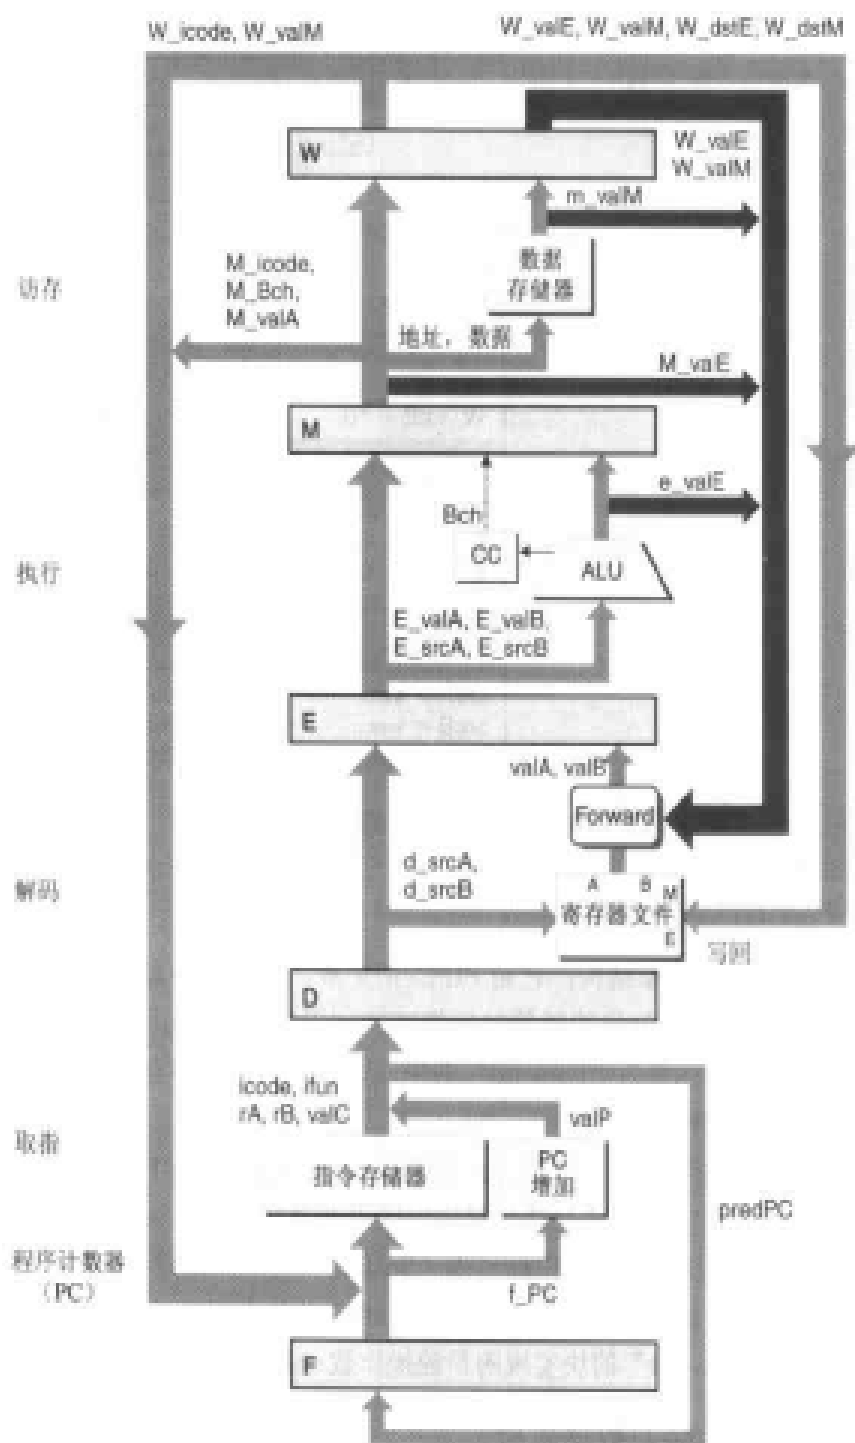 W_icode, W_valM
W_valE, W_valM, W_dstE, W_dstM
W
W_valE
W_valM
m_valM
数据
存储器
访存
M_icode,
M_Bch,
M_valA
地址，数据
M_valE
M
e_valE
Bch
CC
ALU
执行
E_valA, E_valB,
E_srcA, E_srcB
E
valA, valB
Forward
d_srcA,
d_srcB
A B
M
寄存器文件
E
解码
写回
D
icode, ifun
rA, rB, valC
valP
取指
指令存储器
PC
增加
predPC
程序计数器
（PC）
f_PC
F